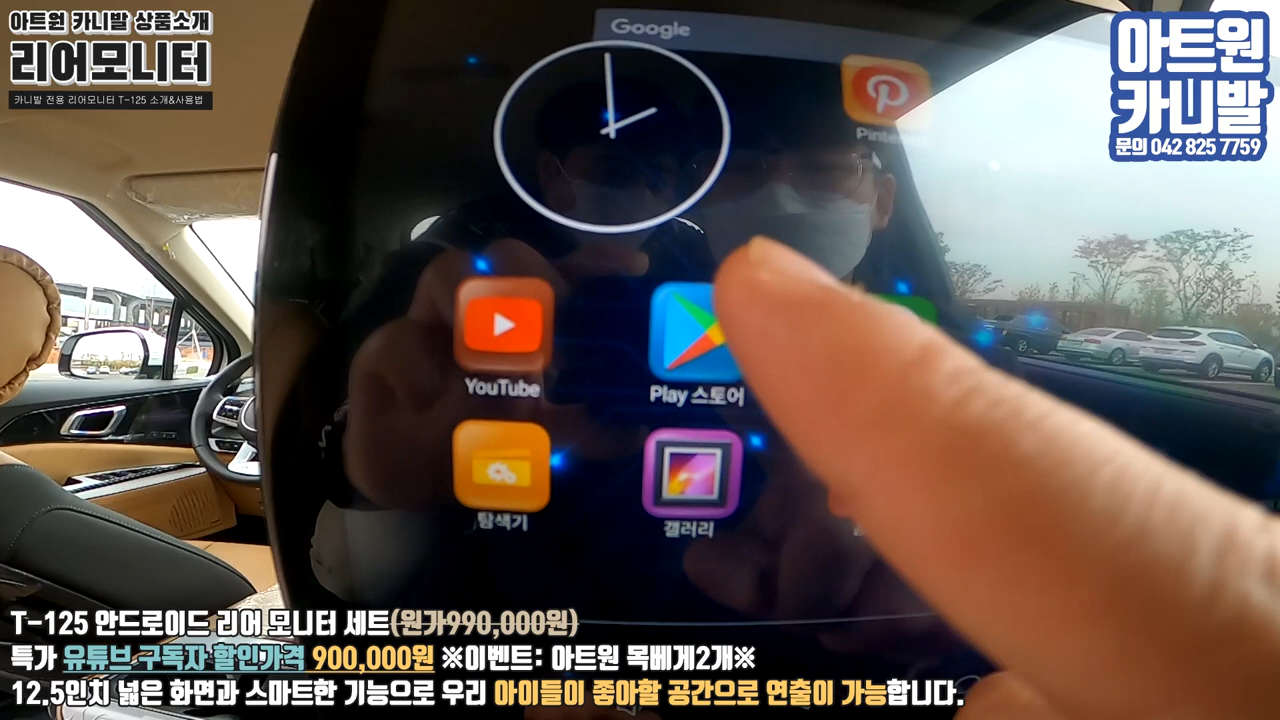 아트원 카니발 상품소개
리어모니터
카니발 전용 리어모니터 T-125 소개&사용법
아트원
카니발
문의 042 825 7759
Google
YouTube
Play 스토어
탐색기
갤러리
T-125 안드로이드 리어 모니터 세트(원가990,000원)
특가 유튜브 구독자 할인가격 900,000원 ※이벤트: 아트원 목베게2개※
12.5인치 넓은 화면과 스마트한 기능으로 우리 아이들이 좋아할 공간으로 연출이 가능합니다.